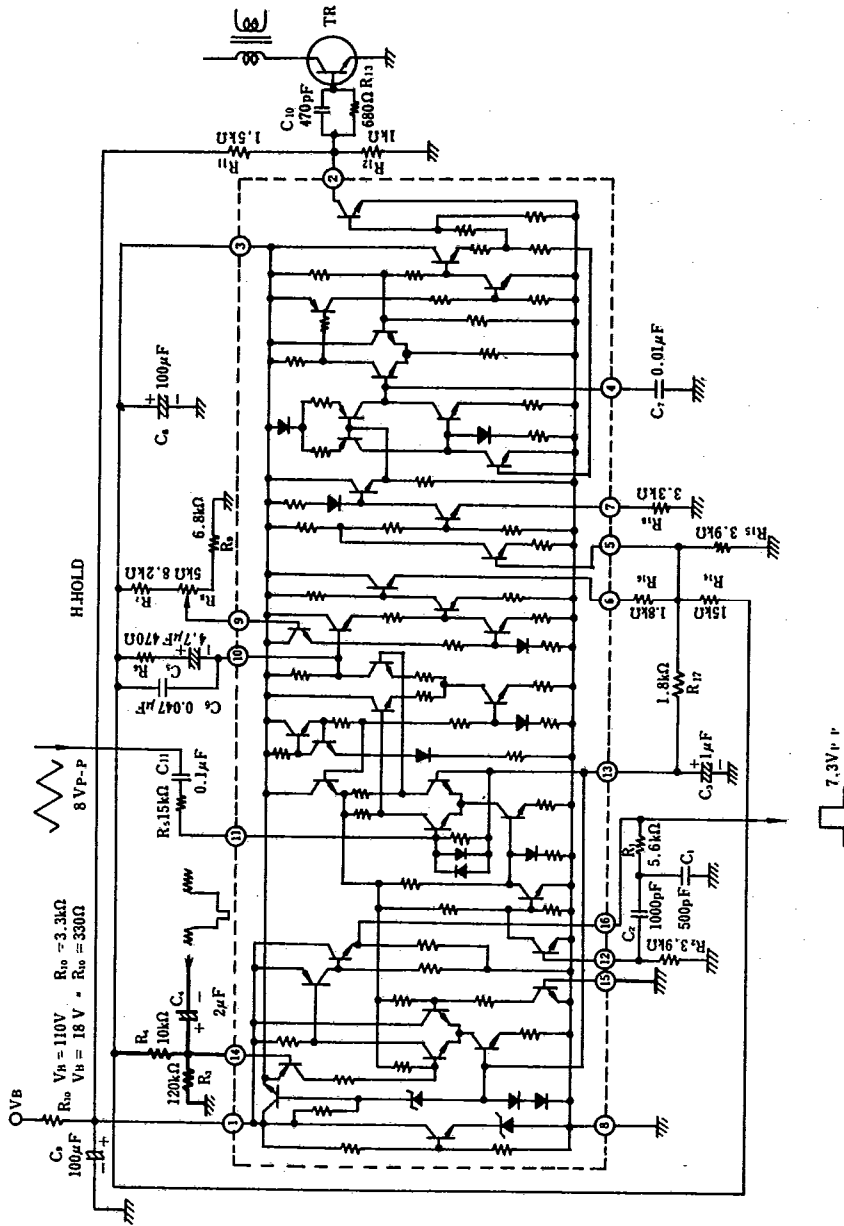 VB
R10
VB = 110V R10 = 3.3kΩ
VB = 18 V 〃 R10 = 330Ω
C9
100μF
R4
10kΩ
C4
2μF
120kΩ
R3
8 VP-P
R5 15kΩ
C11
0.1μF
H.HOLD
C6 0.047μF
R6
C5
4.7μF 470Ω
R7
R8
5kΩ 8.2kΩ
R9
6.8kΩ
C8
100μF
R11
1.5kΩ
R12
1kΩ
C10
470pF
680Ω R13
TR
1
14
11
10
9
3
2
8
15
12
16
13
6
5
7
4
R2 3.9kΩ
C2
1000pF
500pF
C1
R1
5.6kΩ
7.3VP-P
C3
1μF
1.8kΩ
R17
R16
1.8kΩ
R14
15kΩ
R15 3.9kΩ
R18
3.3kΩ
C7
0.01μF